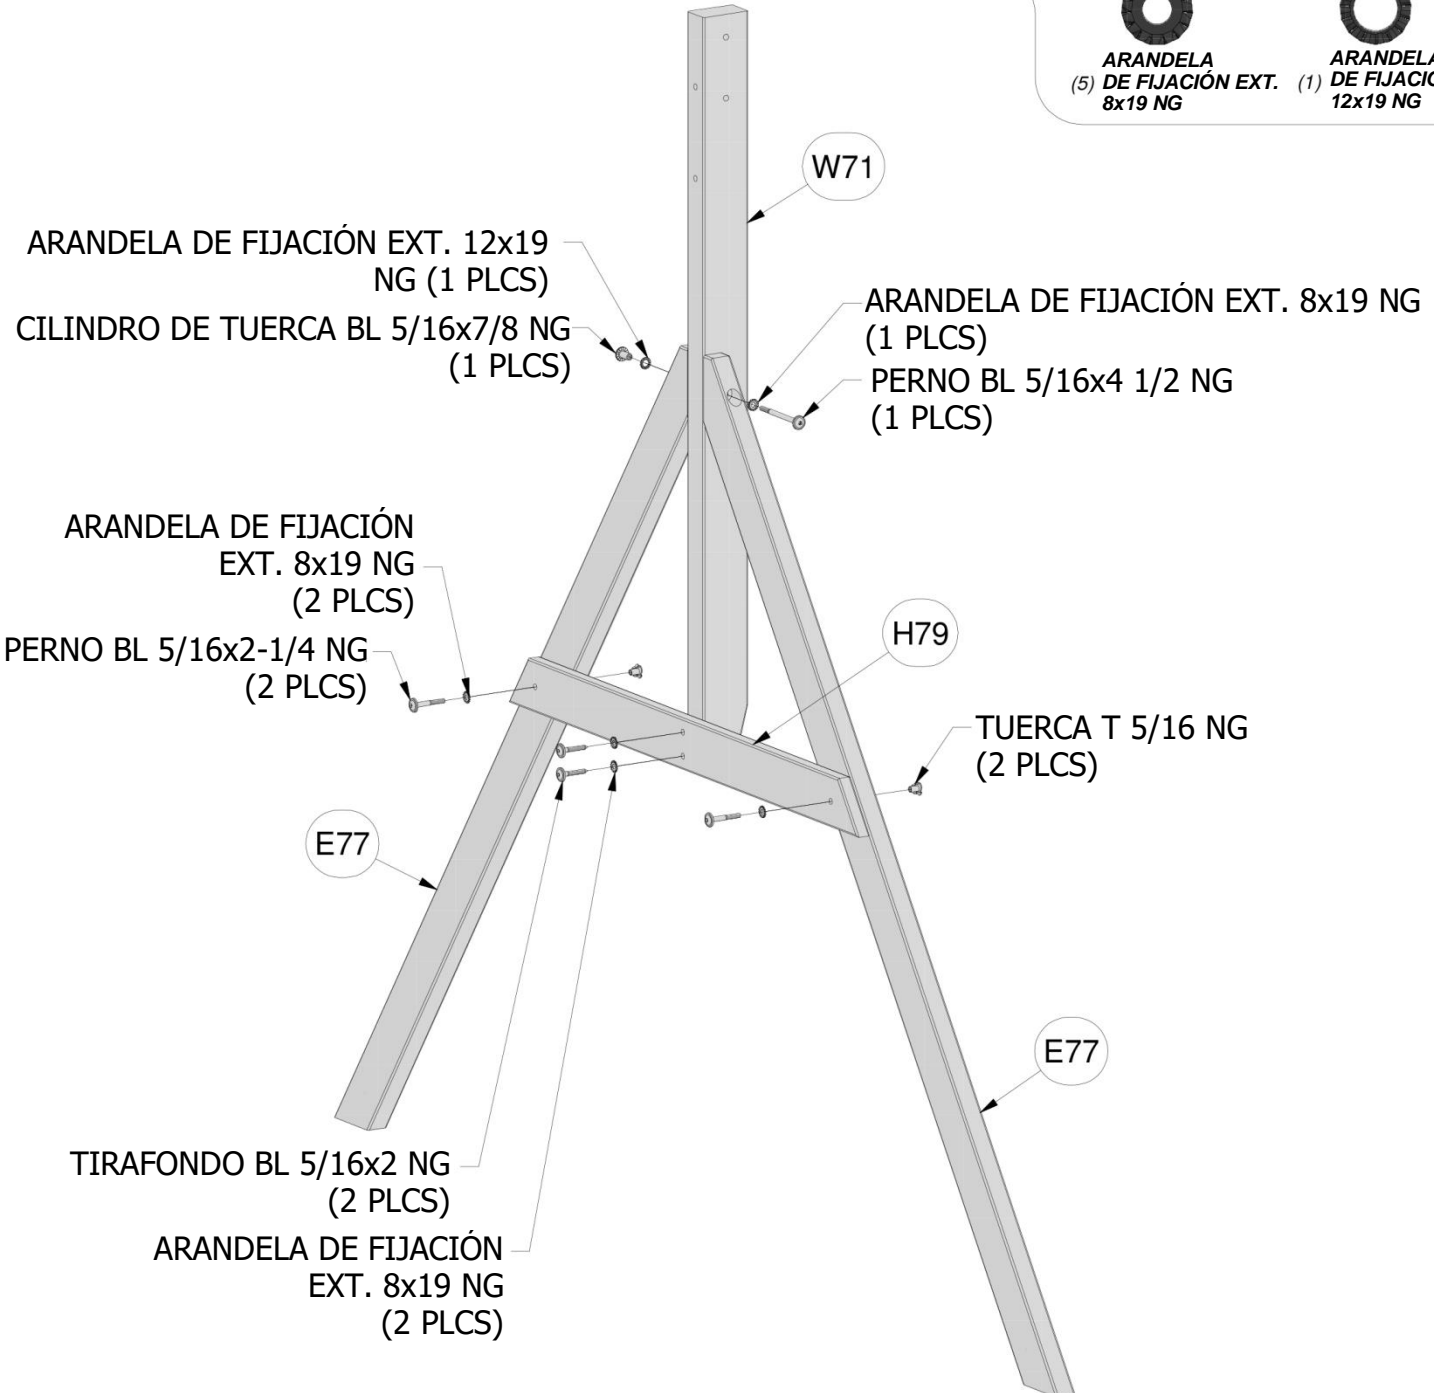 ARANDELA
(5) DE FIJACIÓN EXT.
8x19 NG
ARANDELA
(1)
12x19 NG
W71
ARANDELA DE FIJACIÓN EXT. 12x19
NG (1 PLCS)
CILINDRO DE TUERCA BL 5/16x7/8 NG
(1 PLCS)
ARANDELA DE FIJACIÓN EXT. 8x19 NG
(1 PLCS)
PERNO BL 5/16x4 1/2 NG
(1 PLCS)
ARANDELA DE FIJACIÓN
EXT. 8x19 NG
(2 PLCS)
PERNO BL 5/16x2-1/4 NG
(2 PLCS)
H79
TUERCA T 5/16 NG
(2 PLCS)
E77
E77
TIRAFONDO BL 5/16x2 NG
(2 PLCS)
ARANDELA DE FIJACIÓN
EXT. 8x19 NG
(2 PLCS)